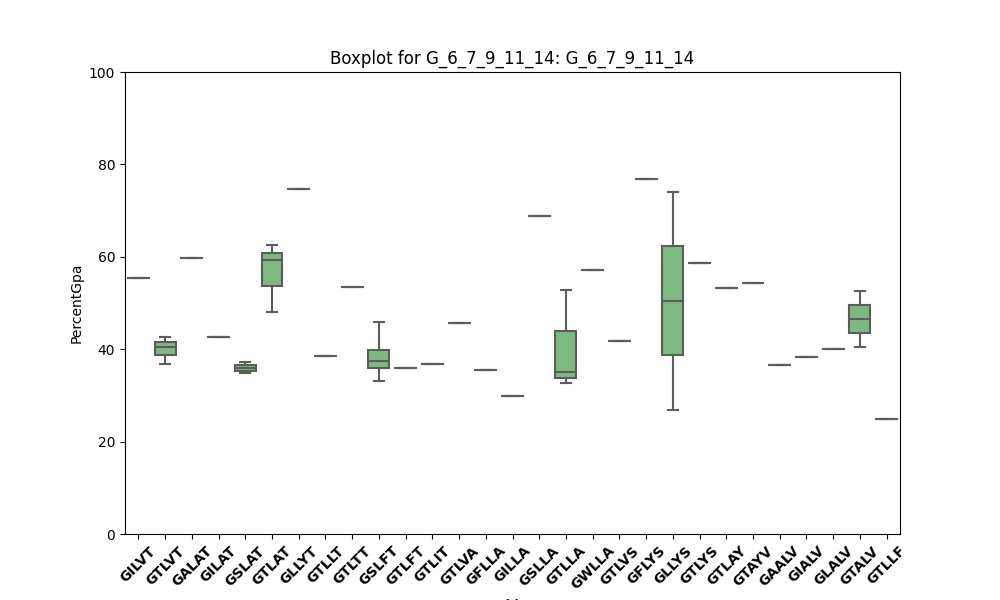 Boxplot for G_6_7_9_11_14: G_6_7_9_11_14
100
80
60
40
20
0
PercentGpa
GILVT
GTLVT
GALAT
GILAT
GSLAT
GTLAT
GLLYT
GTLLT
GTLTT
GSLFT
GTLFT
GTLIT
GTLVA
GFLLA
GILLA
GSLLA
GTLLA
GWLLA
GTLVS
GFLYS
GLLYS
GTLYS
GTLAY
GTAYV
GAALV
GIALV
GLALV
GTALV
GTLLF